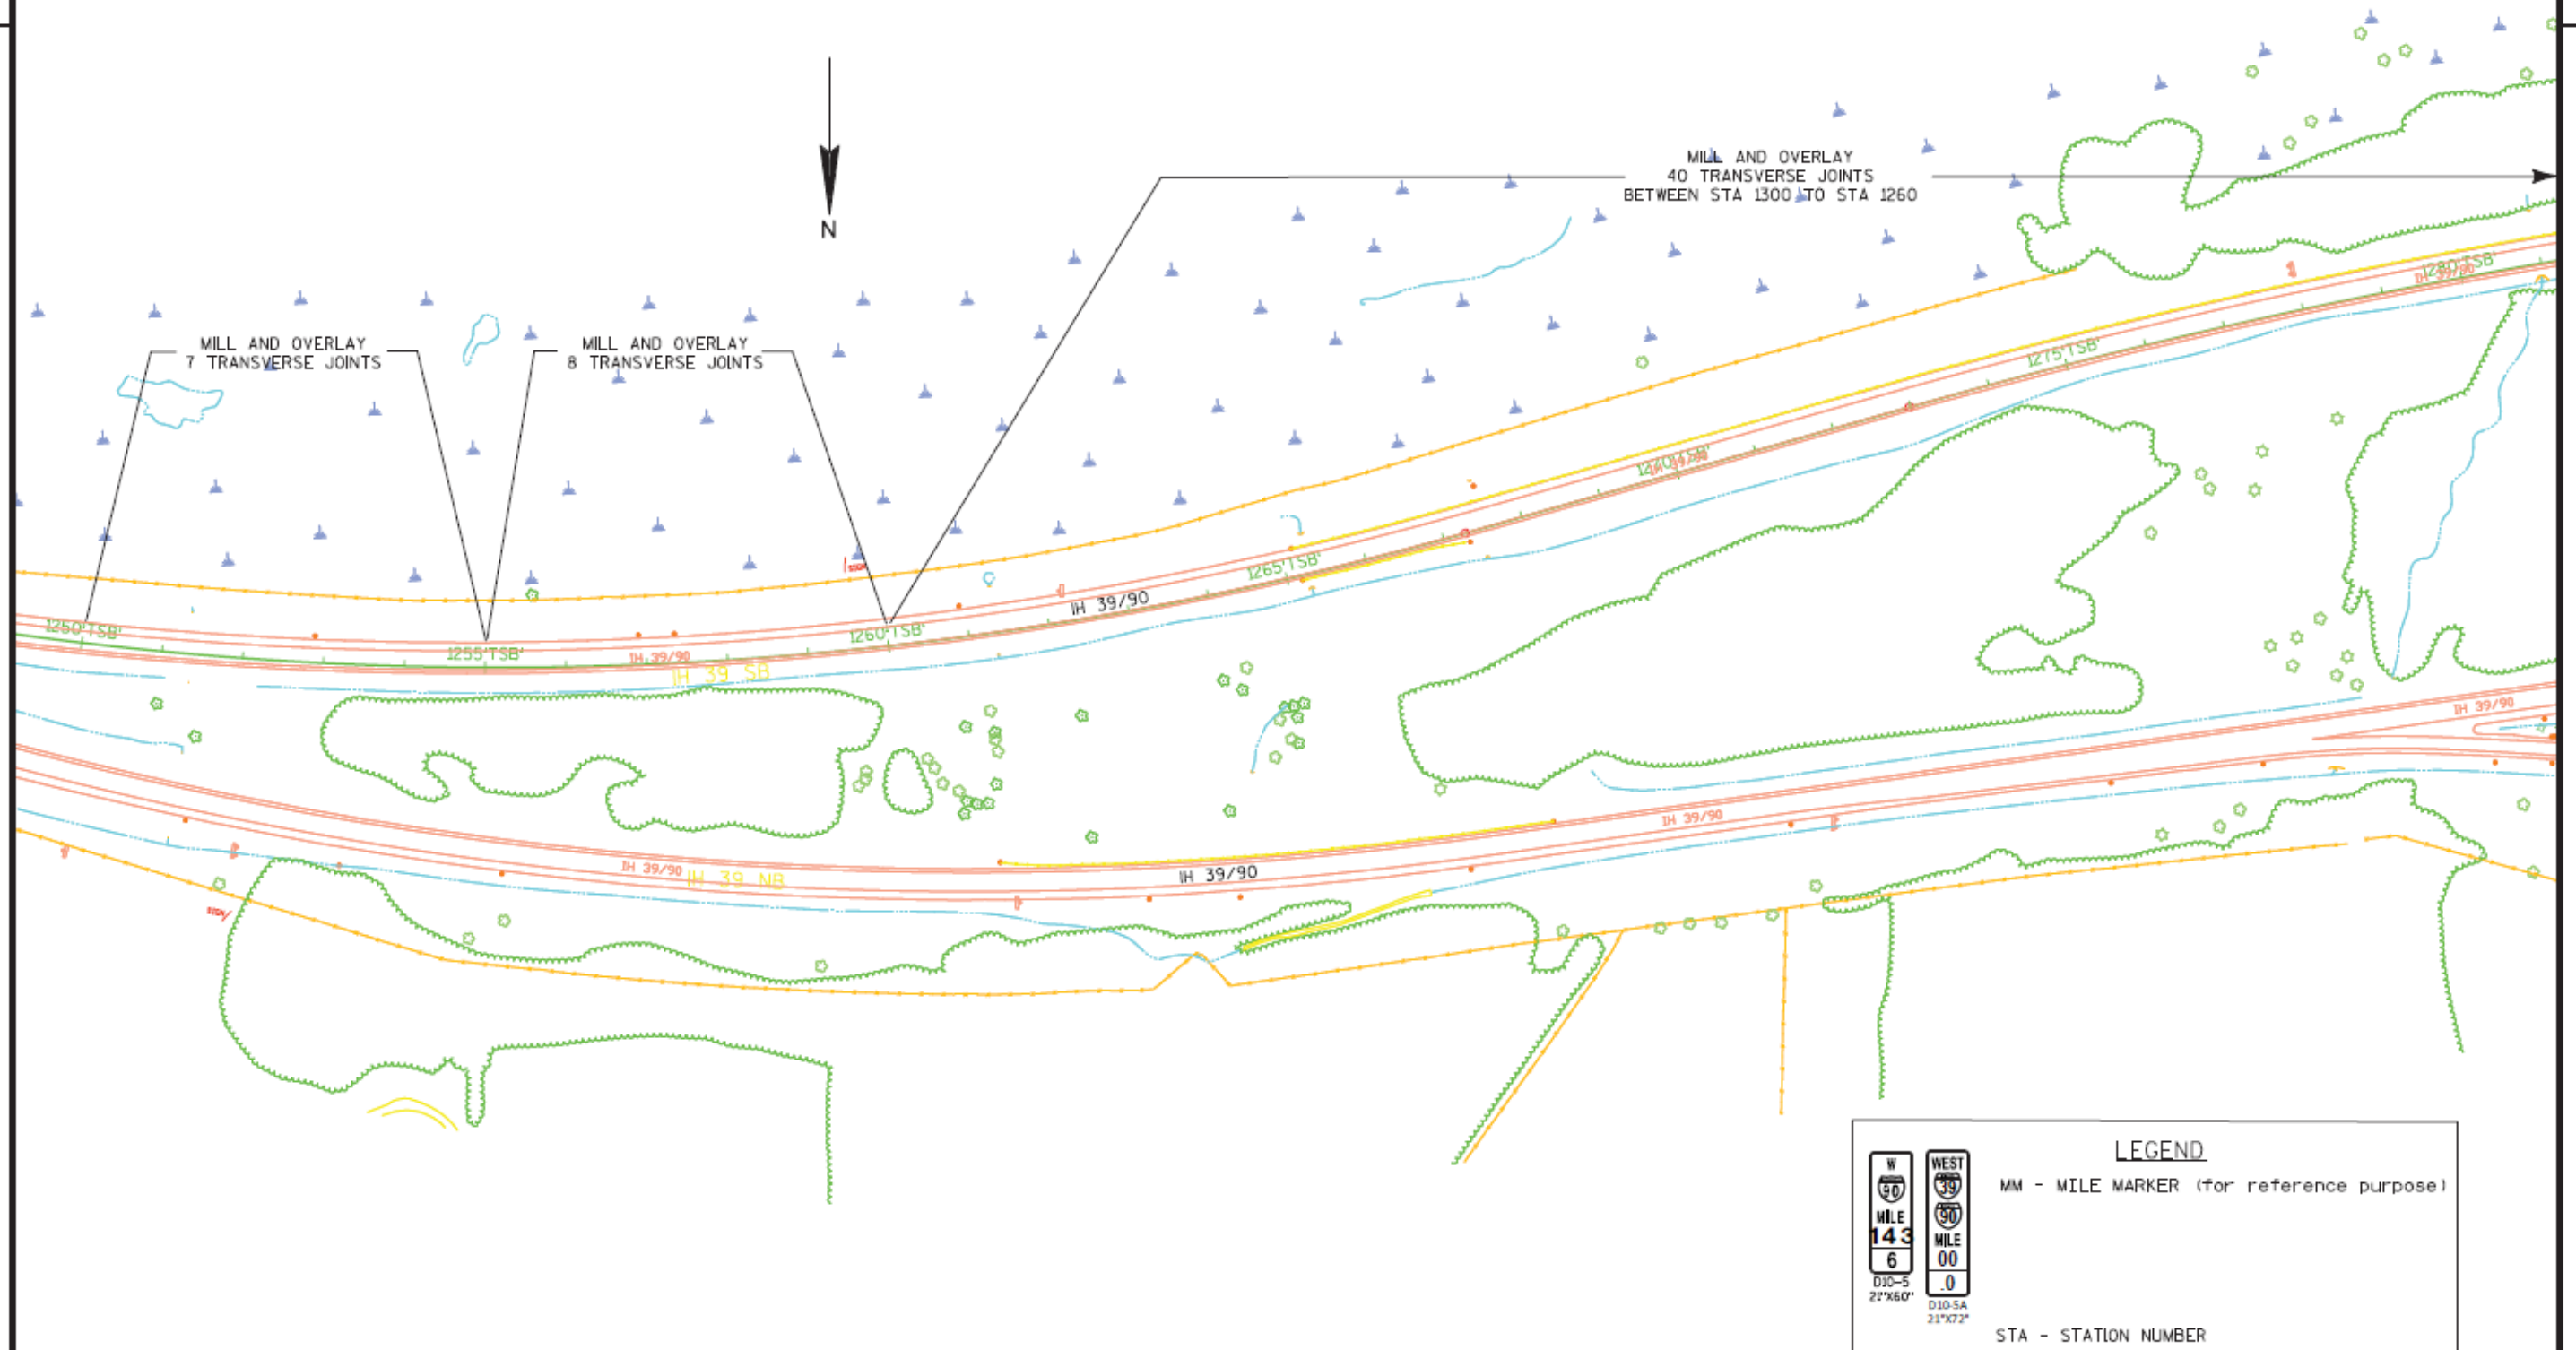 MILL AND OVERLAY
40 TRANSVERSE JOINTS
BETWEEN STA 1300 TO STA 1260
N
MILL AND OVERLAY
7 TRANSVERSE JOINTS
MILL AND OVERLAY
8 TRANSVERSE JOINTS
1280'TSB'
IH 39/90
1275'TSB'
IH 39/90
1265'TSB'
IH 39/90
1250'TSB'
1260'TSB'
1255'TSB'
IH 39/90
IH 39 SB
IH 39/90
IH 39/90
IH 39/90
IH 39/90
IH 39 NB
LEGEND
W
90
MILE
143
6
D10-5
21"X60"
WEST
39
90
MILE
00
.0
D10-5A
21"X72"
MM - MILE MARKER (for reference purpose)
STA - STATION NUMBER